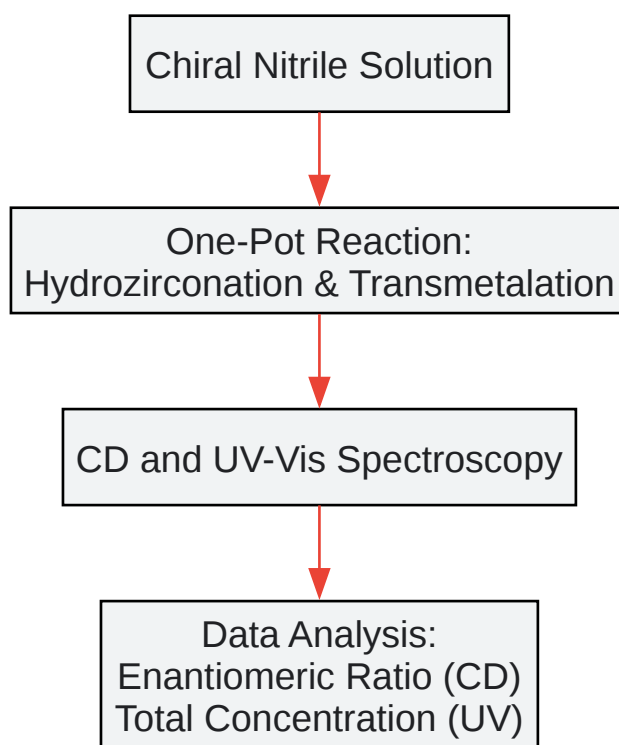 Chiral Nitrile Solution
One-Pot Reaction:
Hydrozirconation & Transmetalation
CD and UV-Vis Spectroscopy
Data Analysis:
Enantiomeric Ratio (CD)
Total Concentration (UV)